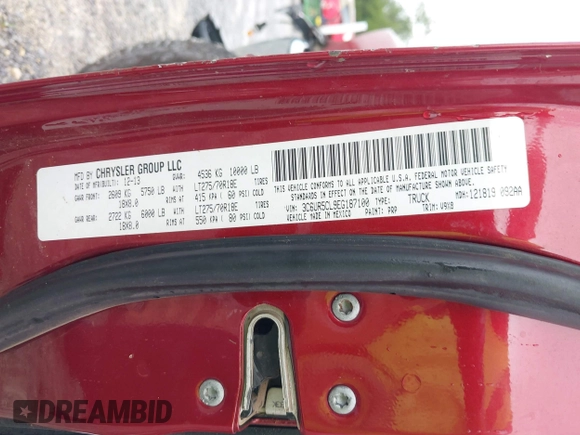 MFD BY CHRYSLER GROUP LLC
DATE OF MFR/BUILT: 12-13 GVWR: 4536 KG 10000 LB
GAWR FRONT: 2609 KG 5750 LB LT275/70R18E TIRES
18X8.0 RIMS AT 415 KPA ( 60 PSI) COLD
GAWR REAR: 2722 KG 6000 LB LT275/70R18E TIRES
18X8.0 RIMS AT 550 KPA ( 80 PSI) COLD
THIS VEHICLE CONFORMS TO ALL APPLICABLE U.S.A. FEDERAL MOTOR VEHICLE SAFETY
STANDARDS IN EFFECT ON THE DATE OF MANUFACTURE SHOWN ABOVE
VIN: 3C6UR5CL9EG187100 TYPE: TRUCK MDH: 121819 092AA
VEHICLE MADE IN MEXICO PAINT: PRP TRIM: V9X8
DREAMBID